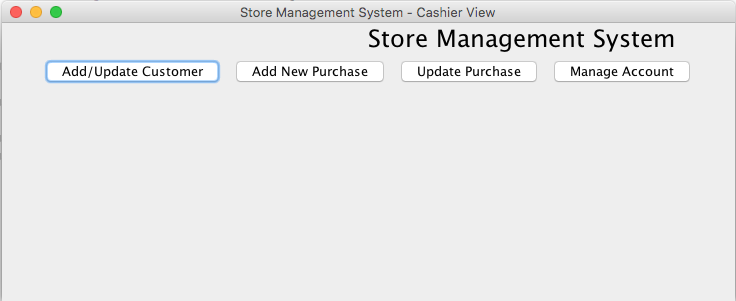 Store Management System - Cashier View
Store Management System
Add/Update Customer Add New Purchase Update Purchase Manage Account